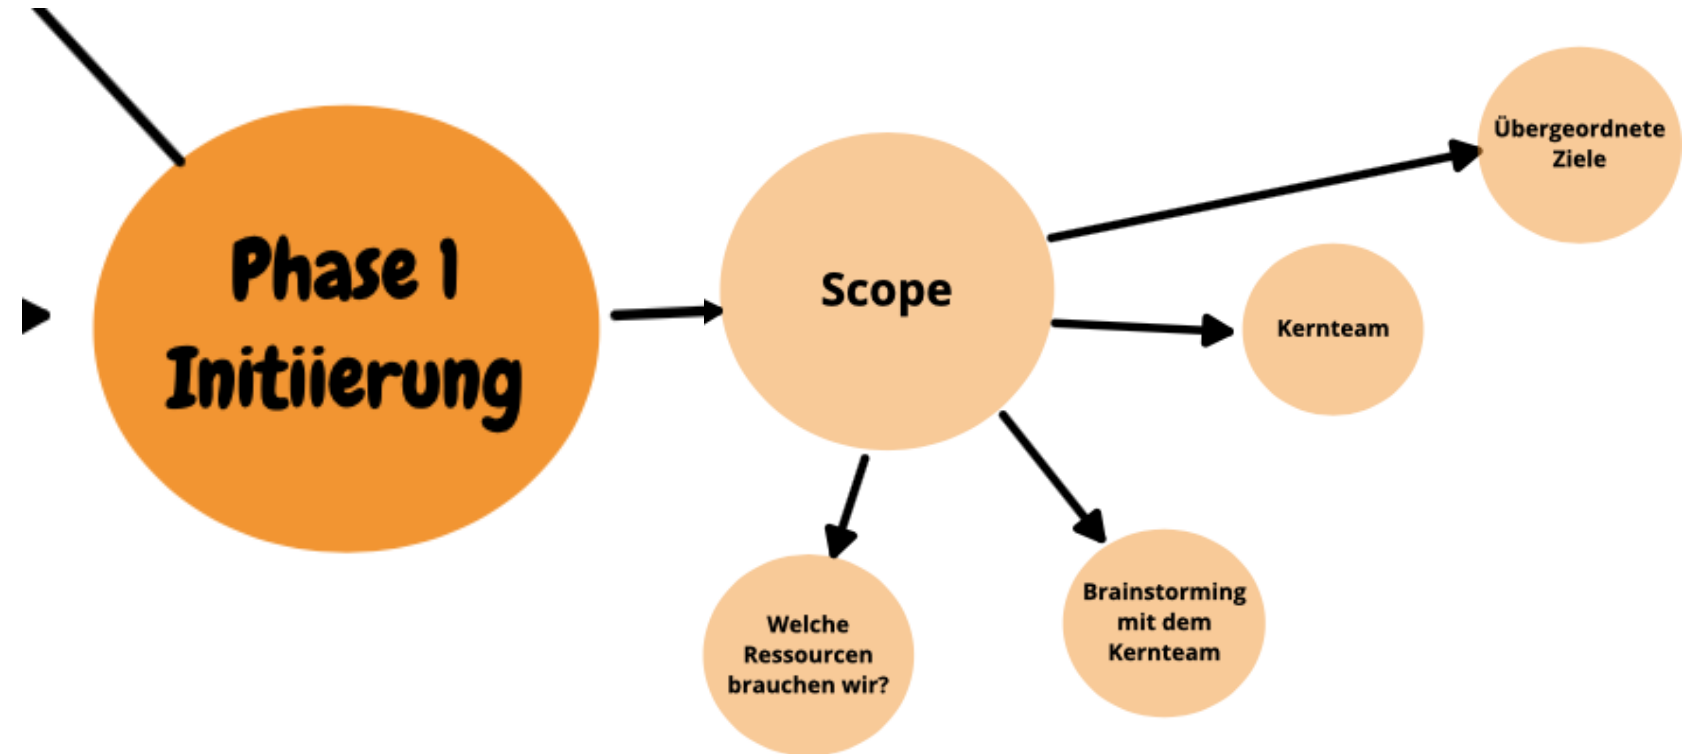 Phase 1
Initiierung
Scope
Übergeordnete
Ziele
Kernteam
Brainstorming
mit dem
Kernteam
Welche
Ressourcen
brauchen wir?